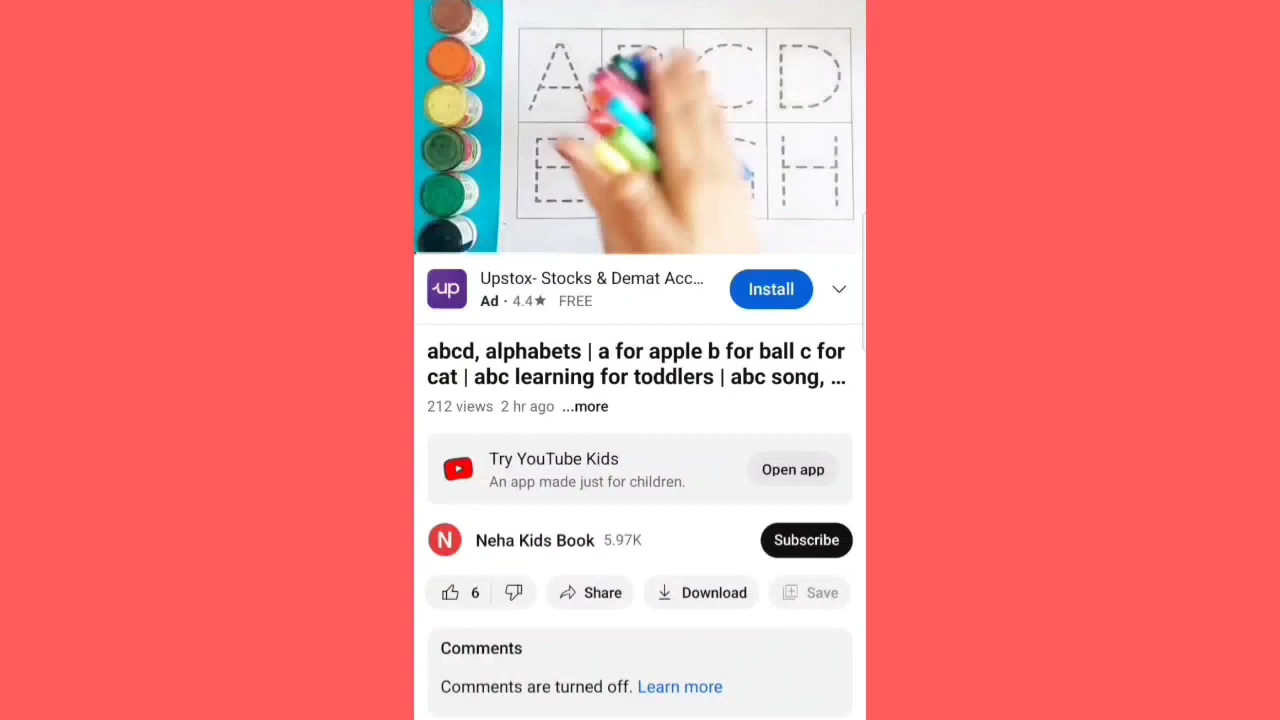 A B C D
E H
up
Upstox- Stocks & Demat Acc...
Install
Ad · 4.4★ FREE
abcd, alphabets | a for apple b for ball c for
cat | abc learning for toddlers | abc song, ...
212 views 2 hr ago ...more
Try YouTube Kids
An app made just for children.
Open app
N
Neha Kids Book 5.97K
Subscribe
6 Share Download Save
Comments
Comments are turned off. Learn more